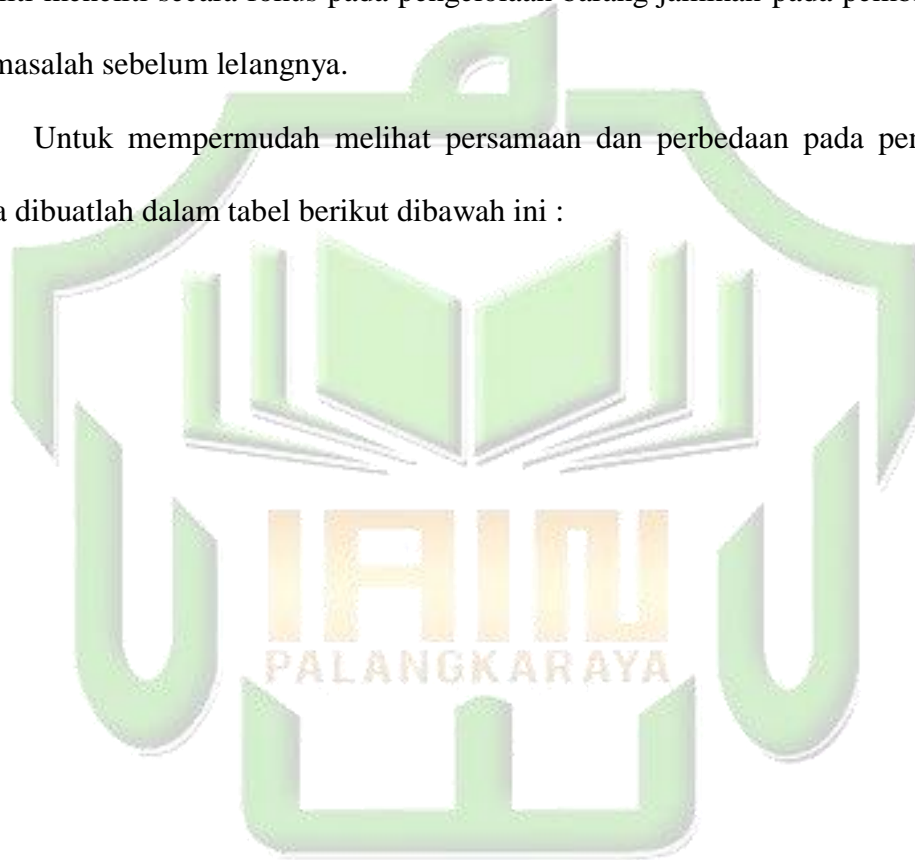 meneliti secara fokus pada pengelolaan barang jaminan pada
masalah sebelum lelangnya.
Untuk mempermudah melihat persamaan dan perbedaan pada
dibuatlah dalam tabel berikut dibawah ini :
IAIN
PALANGKARAYA